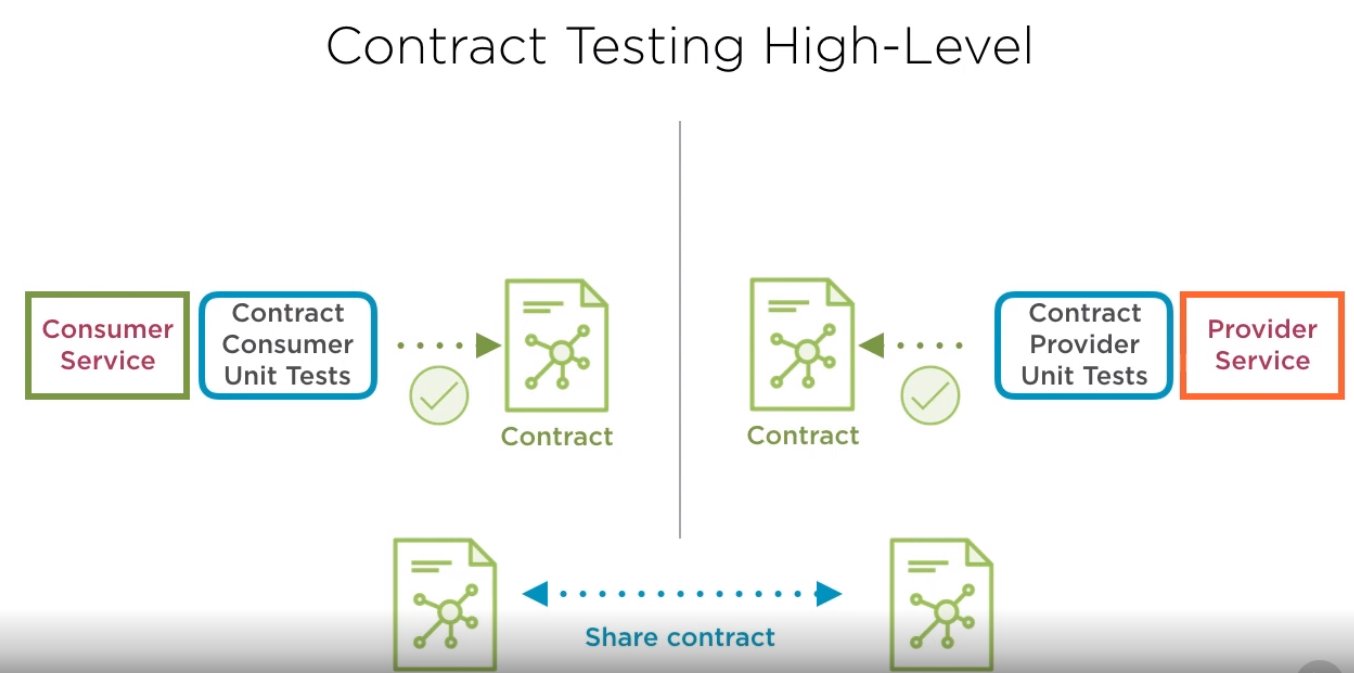 Contract Testing High-Level
Consumer
Service
Contract
Consumer
Unit Tests
Contract
Contract
Contract
Provider
Unit Tests
Provider
Service
Share contract